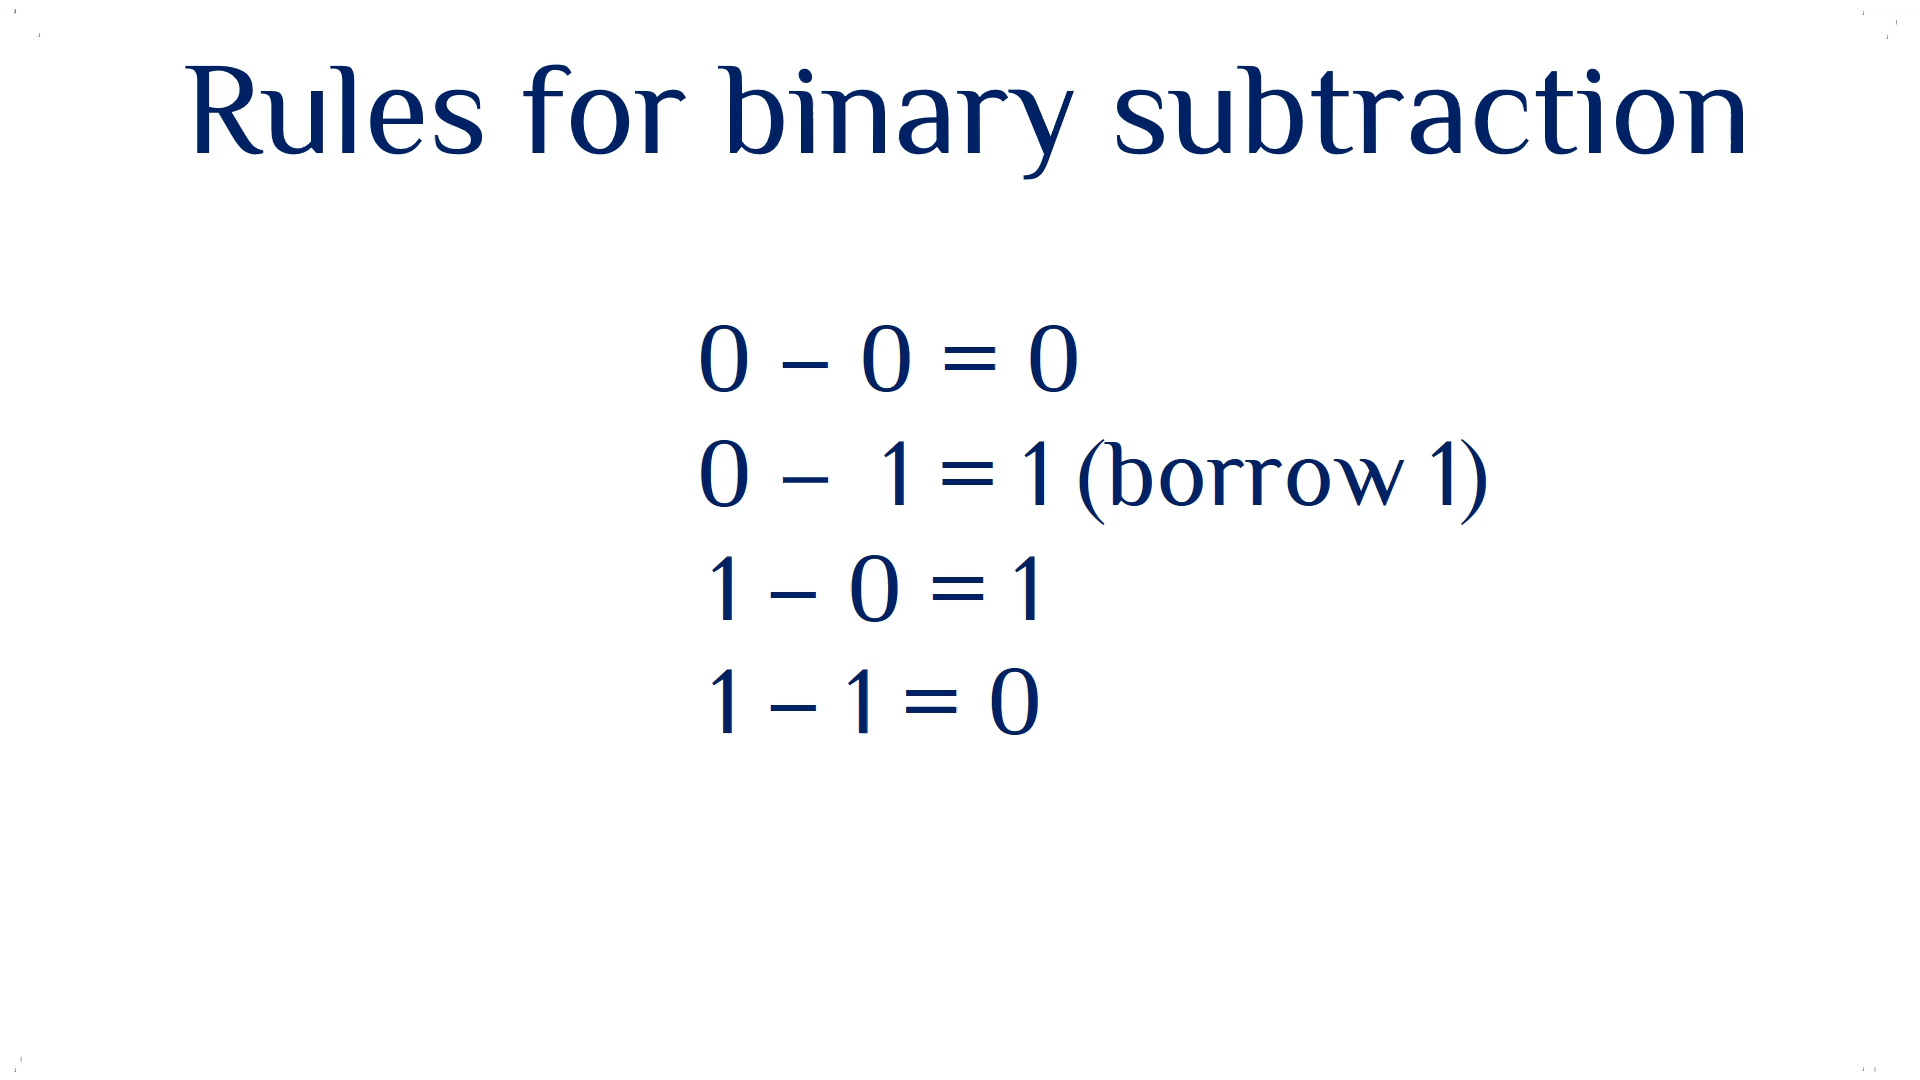 Rules for binary subtraction
0 – 0 = 0
0 – 1 = 1 (borrow 1)
1 – 0 = 1
1 – 1 = 0